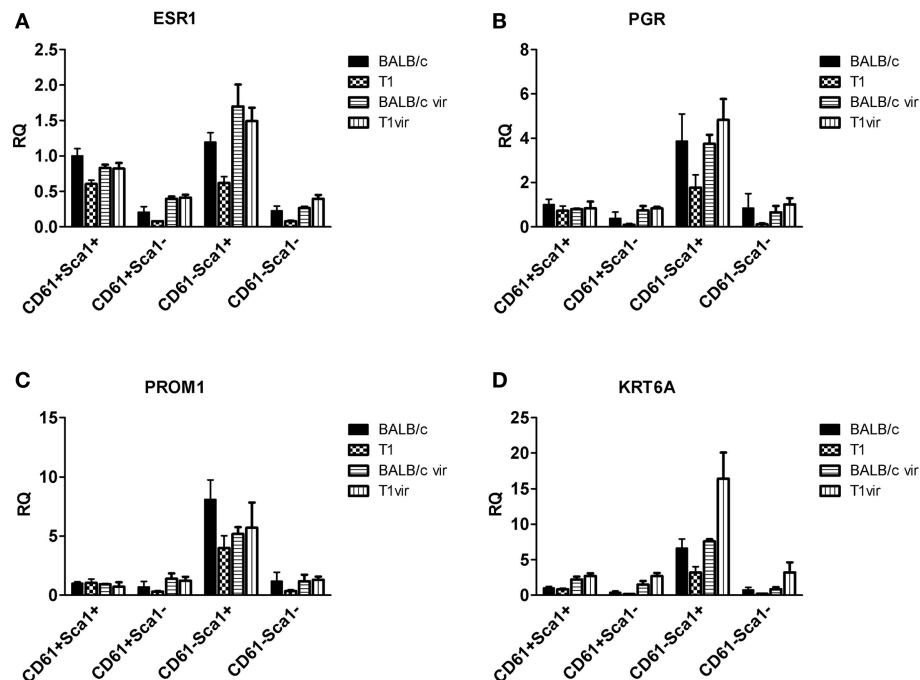 A
ESR1
RQ
2.5
2.0
1.5
1.0
0.5
0.0
CD61+Sca1+
CD61+Sca1-
CD61-Sca1+
CD61-Sca1-
BALB/c
T1
BALB/c vir
T1vir
B
PGR
RQ
8
6
4
2
0
CD61+Sca1+
CD61+Sca1-
CD61-Sca1+
CD61-Sca1-
BALB/c
T1
BALB/c vir
T1vir
C
PROM1
RQ
15
10
5
0
CD61+Sca1+
CD61+Sca1-
CD61-Sca1+
CD61-Sca1-
BALB/c
T1
BALB/c vir
T1vir
D
KRT6A
RQ
25
20
15
10
5
0
CD61+Sca1+
CD61+Sca1-
CD61-Sca1+
CD61-Sca1-
BALB/c
T1
BALB/c vir
T1vir